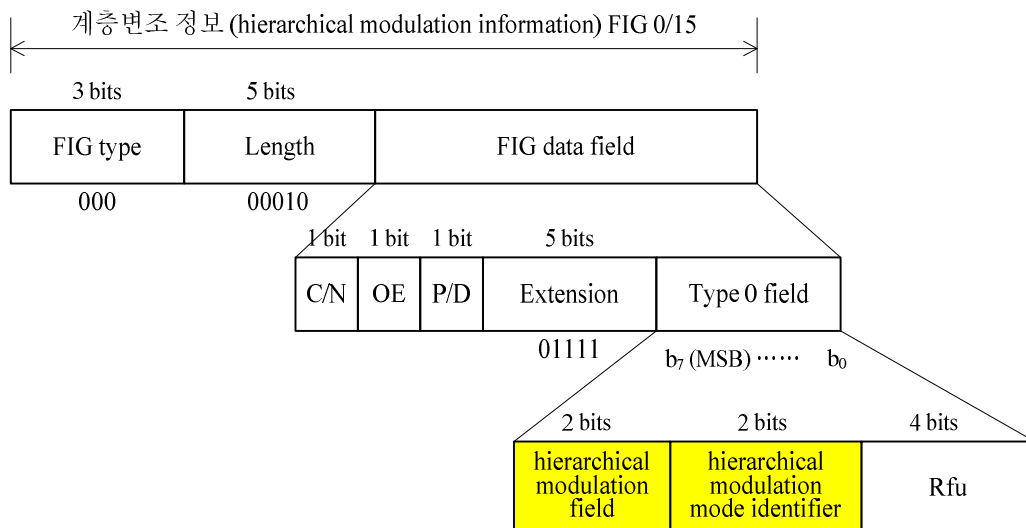 계층변조 정보 (hierarchical modulation information) FIG 0/15
3 bits 5 bits
FIG type Length FIG data field
000 00010
1 bit 1 bit 1 bit 5 bits
C/N OE P/D Extension Type 0 field
01111 b₇ (MSB) ⋯⋯ b₀
2 bits 2 bits 4 bits
hierarchical modulation field hierarchical modulation mode identifier Rfu